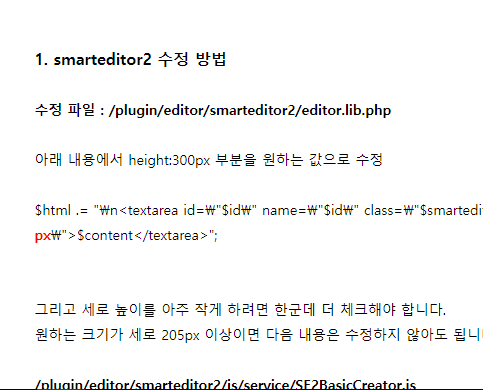 1. smarteditor2 수정 방법
수정 파일 : /plugin/editor/smarteditor2/editor.lib.php
아래 내용에서 height:300px 부분을 원하는 값으로 수정
$html .= "₩n<textarea id=₩"$id₩" name=₩"$id₩" class=₩"$smartedi
px₩">$content</textarea>";
그리고 세로 높이를 아주 작게 하려면 한군데 더 체크해야 합니다.
원하는 크기가 세로 205px 이상이면 다음 내용은 수정하지 않아도 됩니
/plugin/editor/smarteditor2/js/service/SE2BasicCreator.js